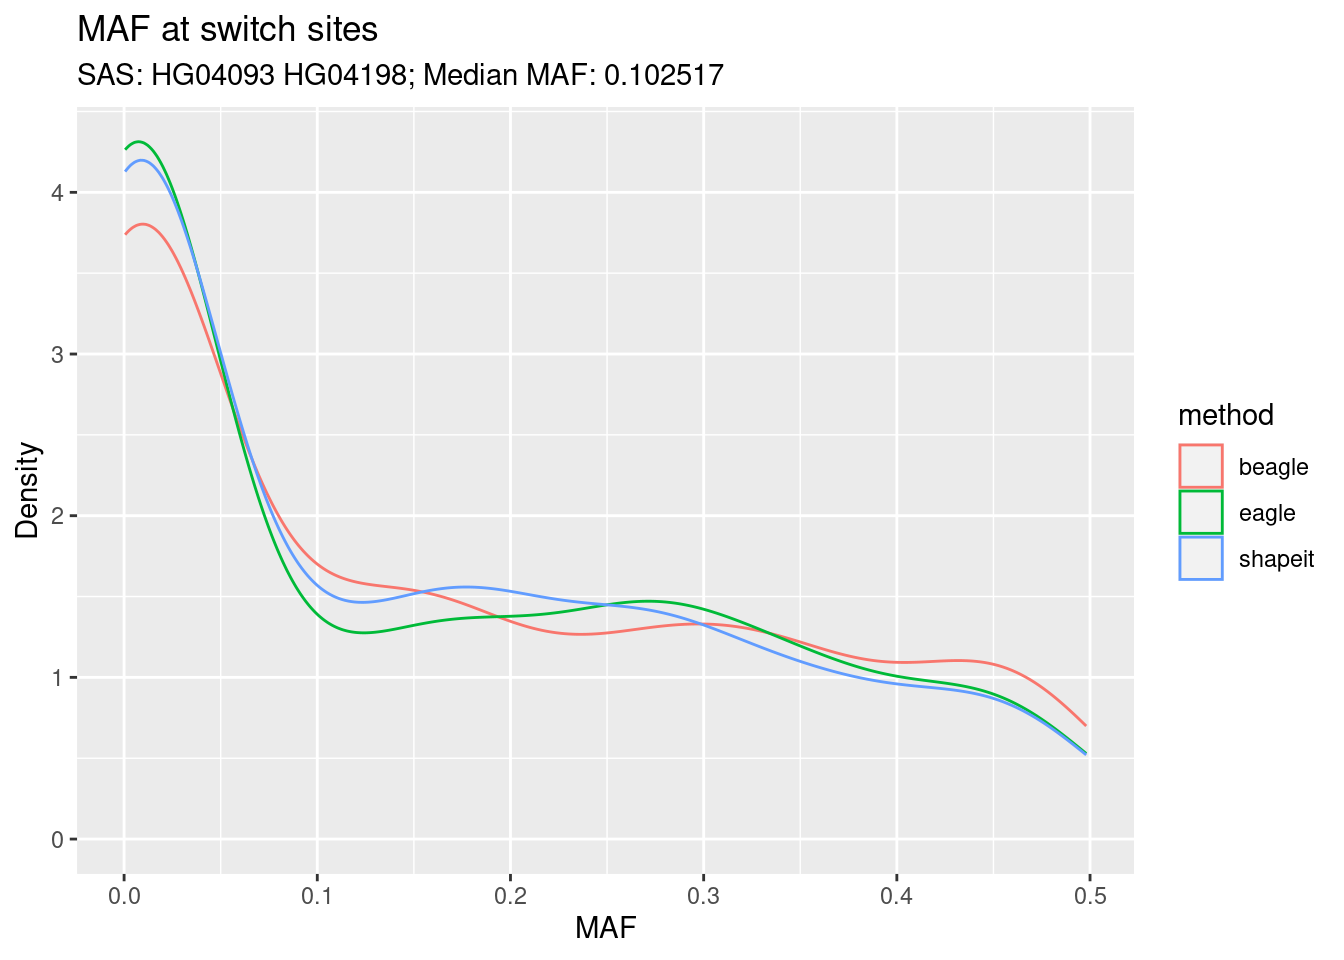 MAF at switch sites
SAS: HG04093 HG04198; Median MAF: 0.102517
4
3
2
1
0
Density
0.0 0.1 0.2 0.3 0.4 0.5
MAF
method
beagle
eagle
shapeit